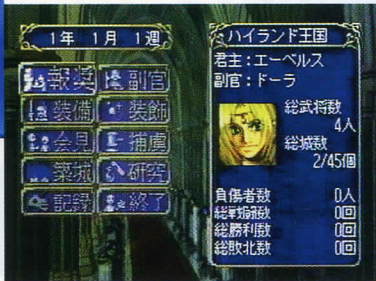 1年 1月 1週
報奨 副官
装備 装飾
会見 捕虜
築城 研究
記録 終了
ハイランド王国
君主:エーベルス
副官:ドーラ
総武将数
4人
総城数
2/45個
負傷者数 0人
総戦闘数 0回
総勝利数 0回
総敗北数 0回